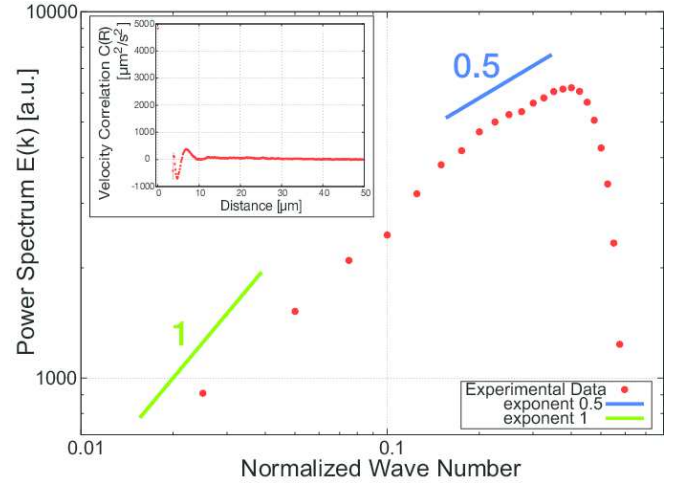 10000
Power Spectrum E(k) [a.u.]
1000
0.01
0.1
Normalized Wave Number
0.5
1
Experimental Data
exponent 0.5
exponent 1
Velocity Correlation C(R)
[μm²/s²]
5000
4000
3000
2000
1000
0
-1000
0
10
20
30
40
50
Distance [μm]